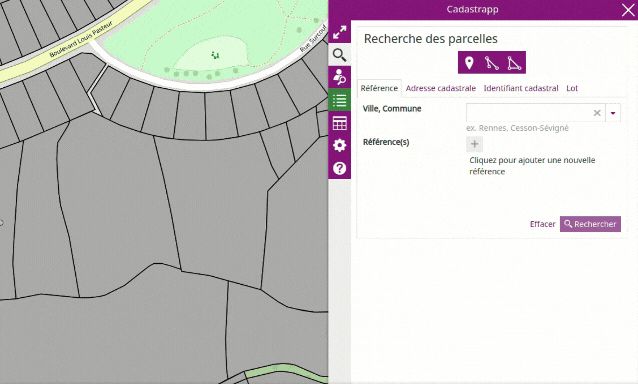 Cadastrapp
Boulevard Louis Pasteur
Rue Surcouf
Recherche des parcelles
Référence Adresse cadastrale Identifiant cadastral Lot
Ville, Commune
ex. Rennes, Cesson-Sévigné
Référence(s)
+
Cliquez pour ajouter une nouvelle
référence
Effacer Rechercher